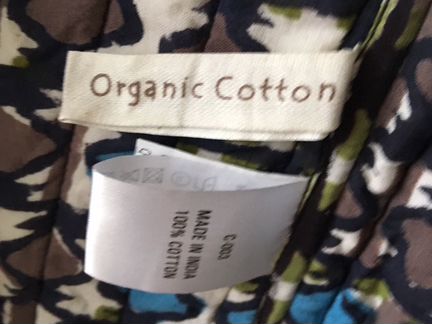 Organic Cotton
C-003
MADE IN INDIA
100% COTTON